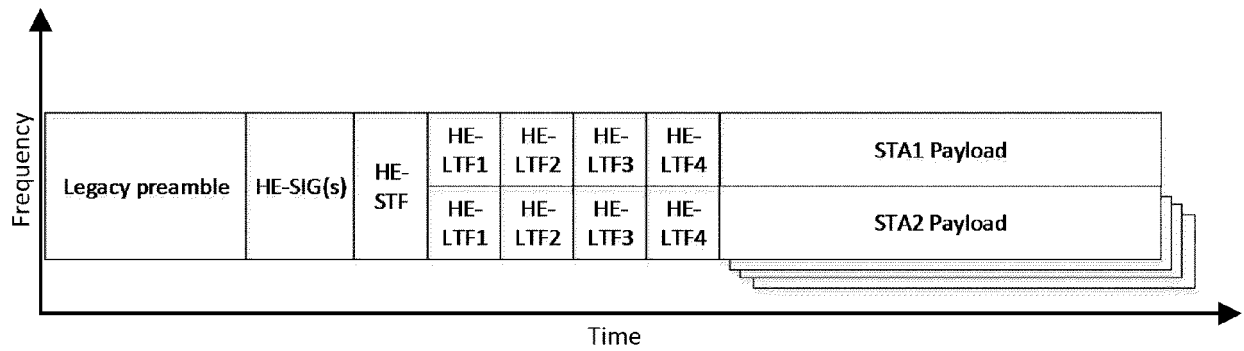 Frequency
Legacy preamble
HE-SIG(s)
HE-
STF
HE-
LTF1
HE-
LTF2
HE-
LTF3
HE-
LTF4
STA1 Payload
HE-
LTF1
HE-
LTF2
HE-
LTF3
HE-
LTF4
STA2 Payload
Time